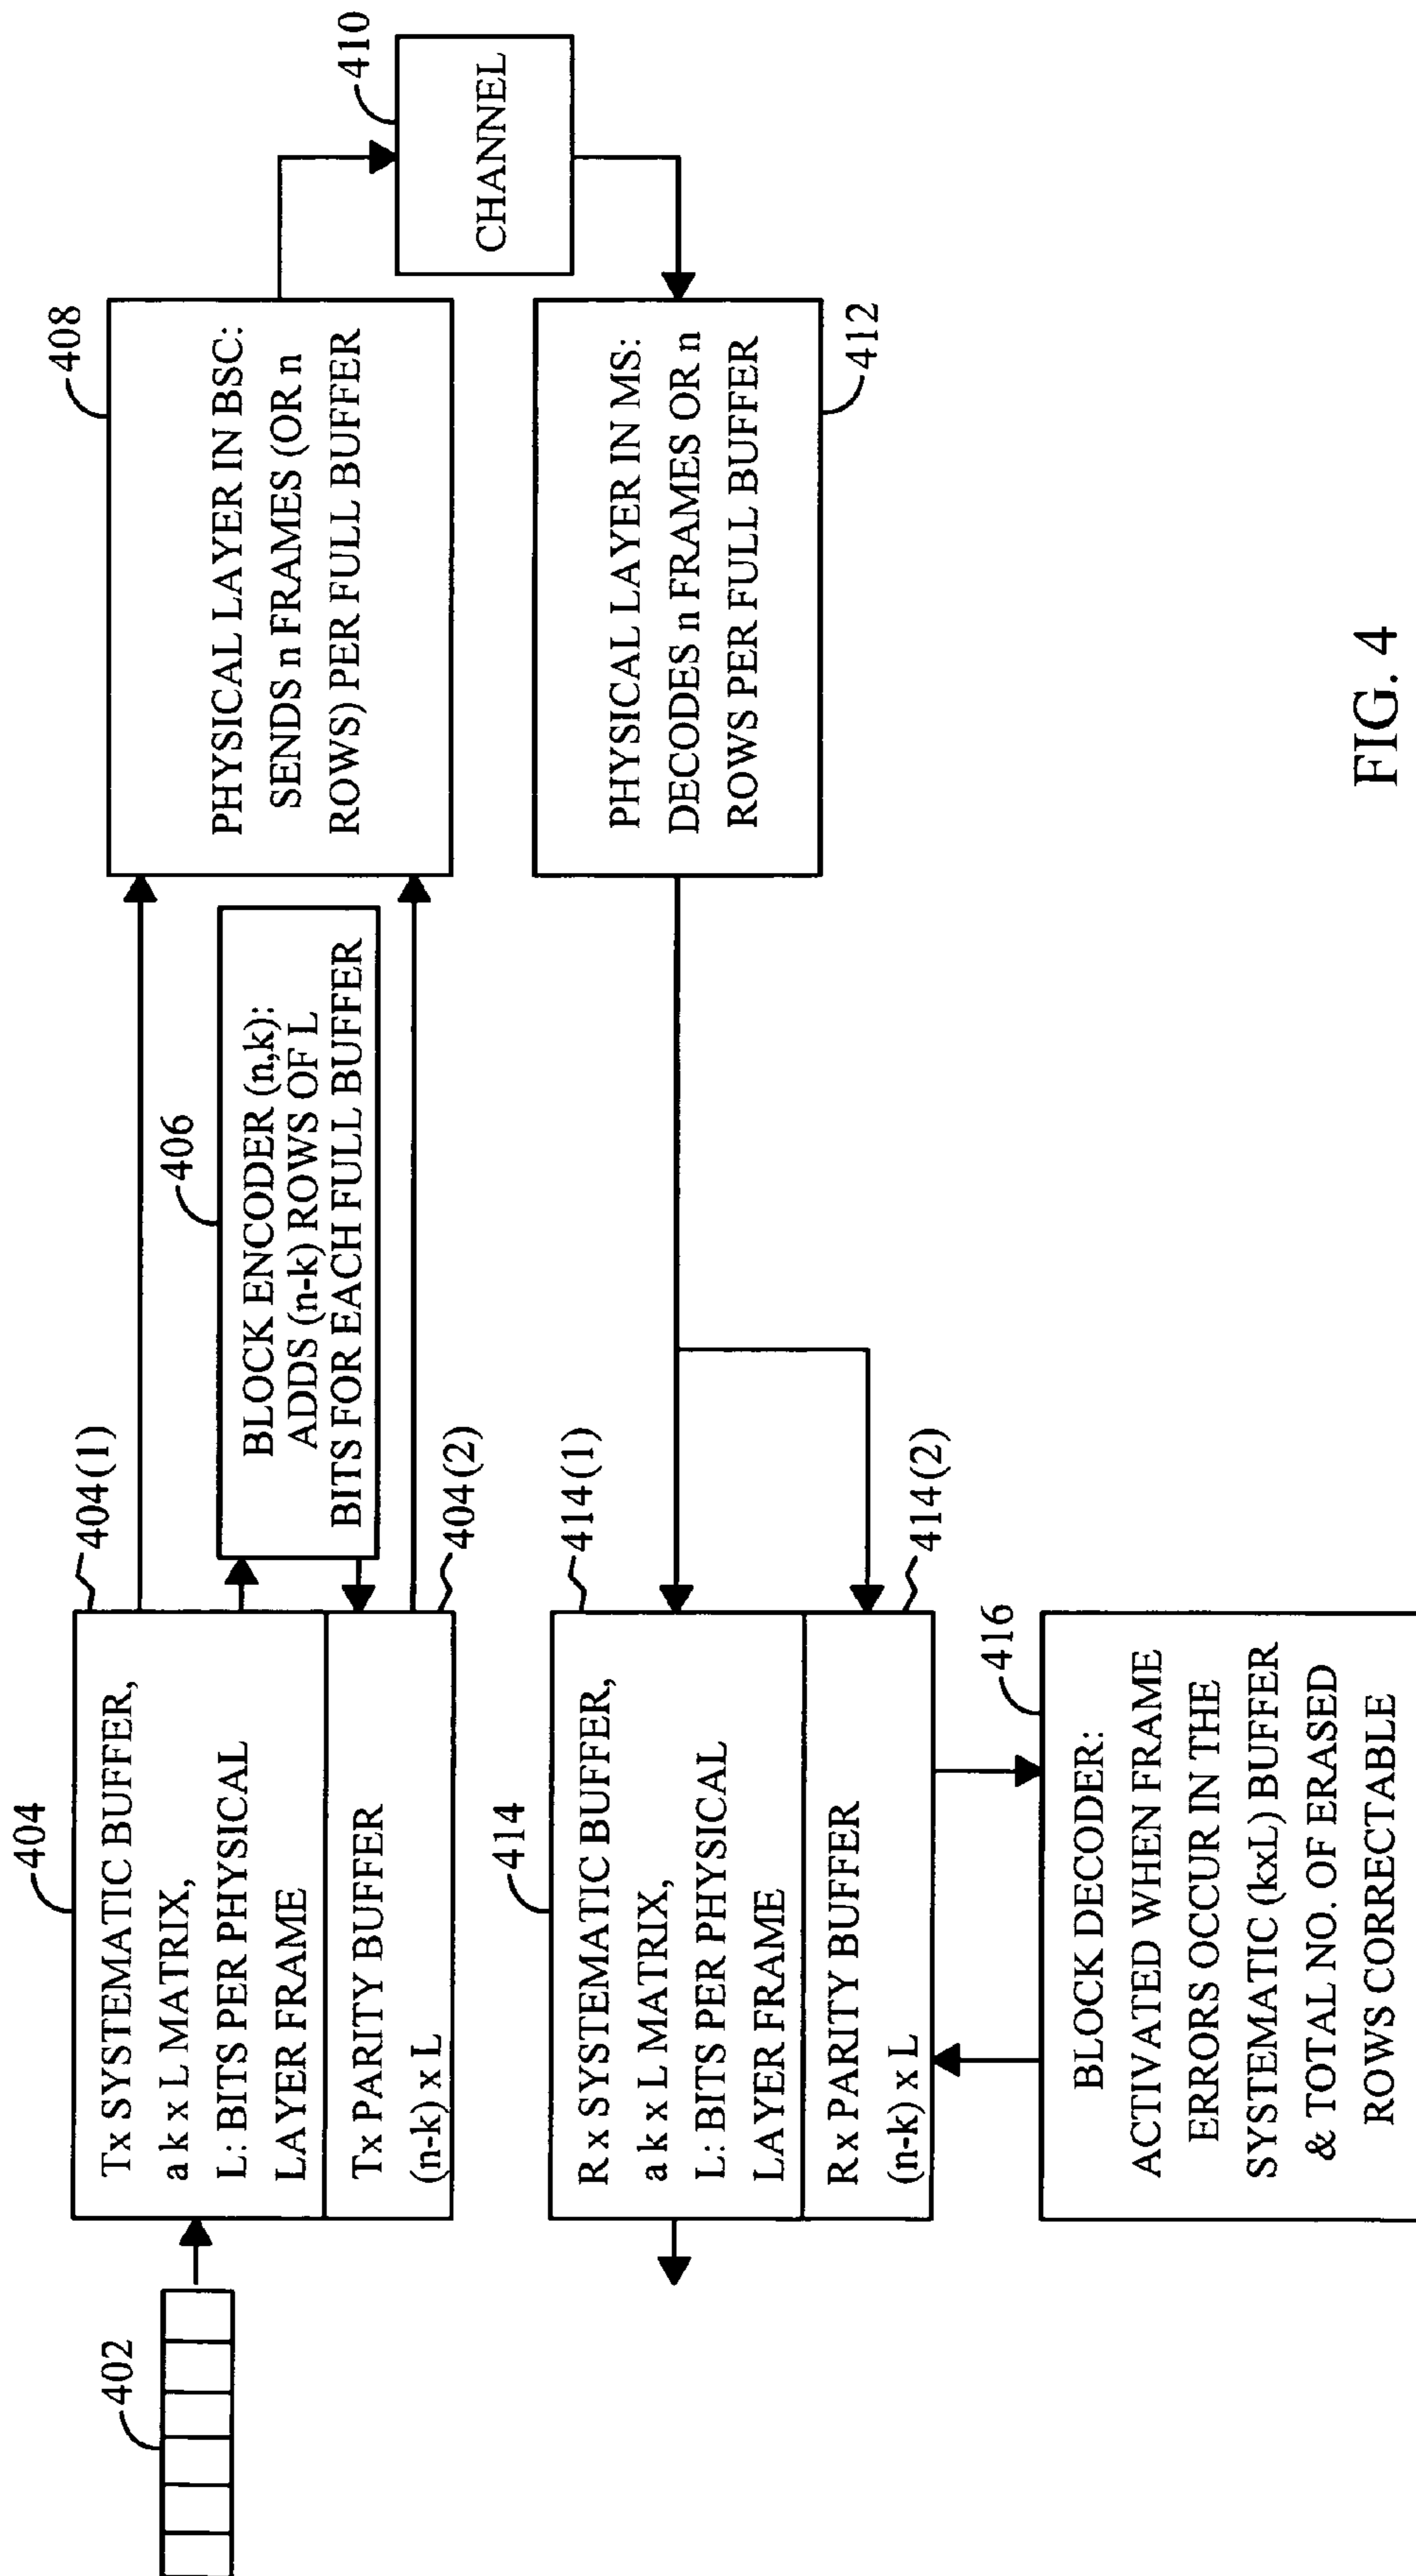 402
404
404(1)
Tx SYSTEMATIC BUFFER,
a k x L MATRIX,
L: BITS PER PHYSICAL
LAYER FRAME
Tx PARITY BUFFER
(n-k) x L
404(2)
406
BLOCK ENCODER (n,k):
ADDS (n-k) ROWS OF L
BITS FOR EACH FULL BUFFER
408
PHYSICAL LAYER IN BSC:
SENDS n FRAMES (OR n
ROWS) PER FULL BUFFER
410
CHANNEL
414
414(1)
Rx SYSTEMATIC BUFFER,
a k x L MATRIX,
L: BITS PER PHYSICAL
LAYER FRAME
Rx PARITY BUFFER
(n-k) x L
414(2)
PHYSICAL LAYER IN MS:
DECODES n FRAMES OR n
ROWS PER FULL BUFFER
412
416
BLOCK DECODER:
ACTIVATED WHEN FRAME
ERRORS OCCUR IN THE
SYSTEMATIC (kxL) BUFFER
& TOTAL NO. OF ERASED
ROWS CORRECTABLE
FIG. 4